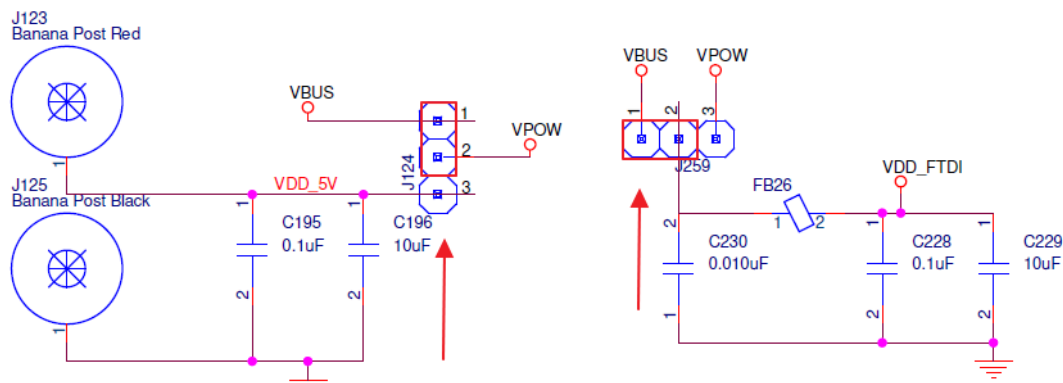 J123
Banana Post Red
1
J125
Banana Post Black
1
VBUS
1
2
3
J124
VPOW
VDD_5V
1
2
C195
0.1uF
1
2
C196
10uF
VBUS
VPOW
1
2
3
J259
VDD_FTDI
FB26
1
2
2
1
C230
0.010uF
1
2
C228
0.1uF
1
2
C229
10uF